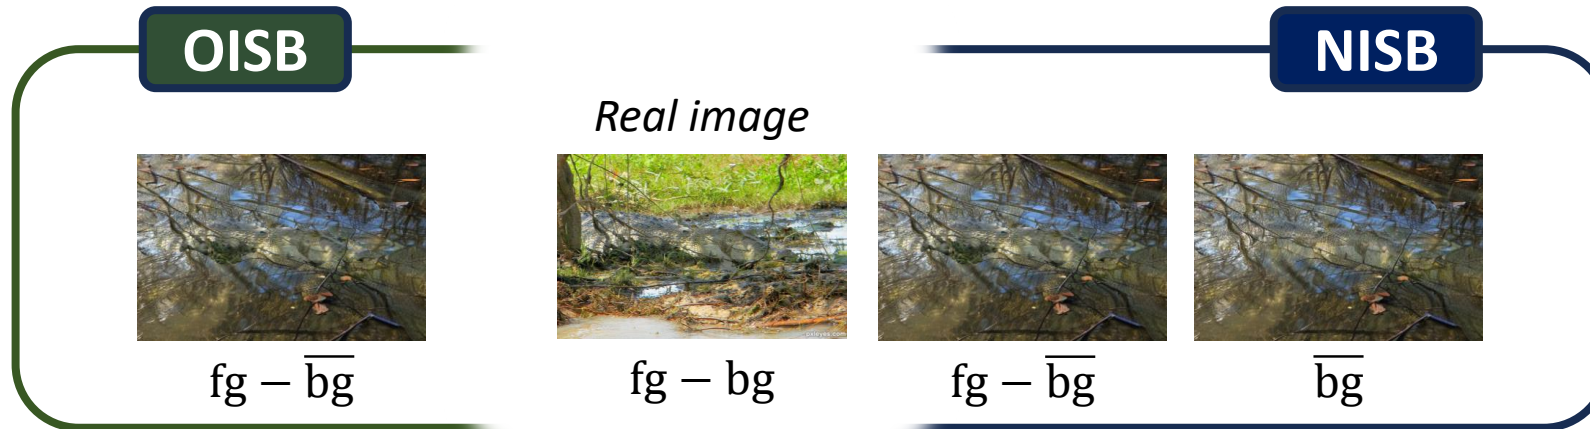 OISB
NISB
Real image
fg − b̅g̅
fg − bg
fg − b̅g̅
b̅g̅